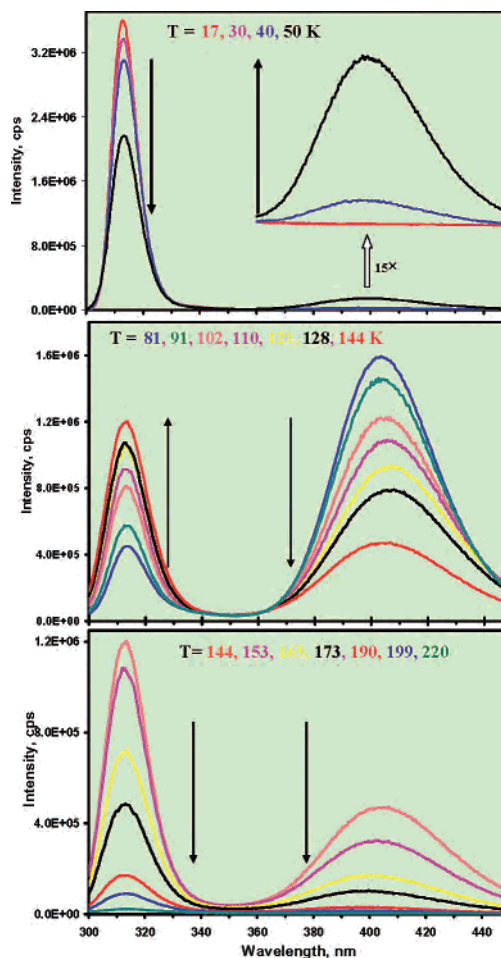 T = 17, 30, 40, 50 K
3.2E+06
2.4E+06
1.6E+06
8.0E+05
0.0E+00
Intensity, cps
15×
T = 81, 91, 102, 110, 121, 128, 144 K
1.6E+06
1.2E+06
8.0E+05
4.0E+05
0.0E+00
Intensity, cps
T= 144, 153, 165, 173, 190, 199, 220
1.2E+06
8.0E+05
4.0E+05
0.0E+00
Intensity, cps
300 320 340 360 380 400 420 440
Wavelength, nm